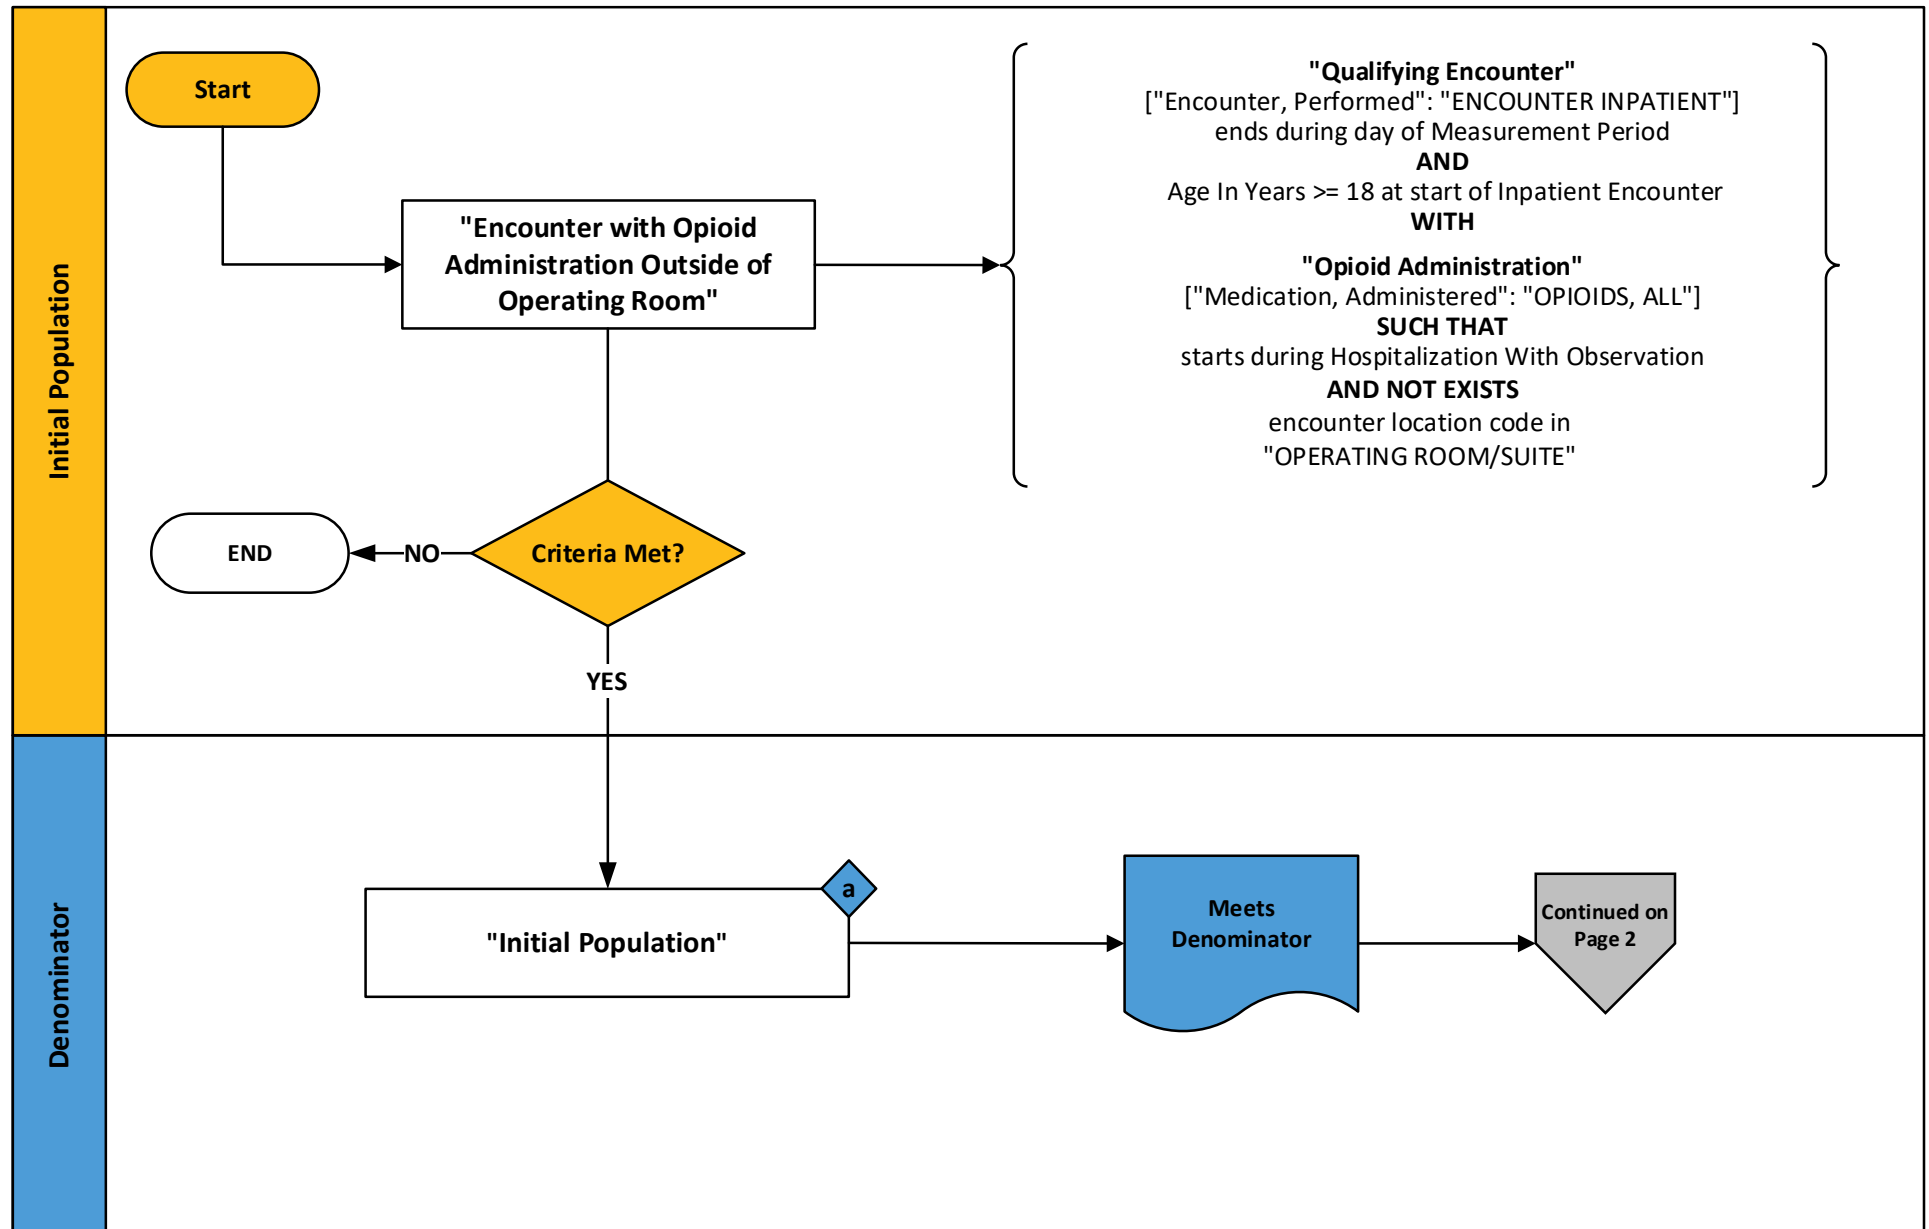 Initial Population
Start
"Encounter with Opioid
Administration Outside of
Operating Room"
"Qualifying Encounter"
["Encounter, Performed": "ENCOUNTER INPATIENT"]
ends during day of Measurement Period
AND
Age In Years >= 18 at start of Inpatient Encounter
WITH
"Opioid Administration"
["Medication, Administered": "OPIOIDS, ALL"]
SUCH THAT
starts during Hospitalization With Observation
AND NOT EXISTS
encounter location code in
"OPERATING ROOM/SUITE"
Criteria Met?
NO
END
YES
Denominator
"Initial Population"
a
Meets
Denominator
Continued on
Page 2